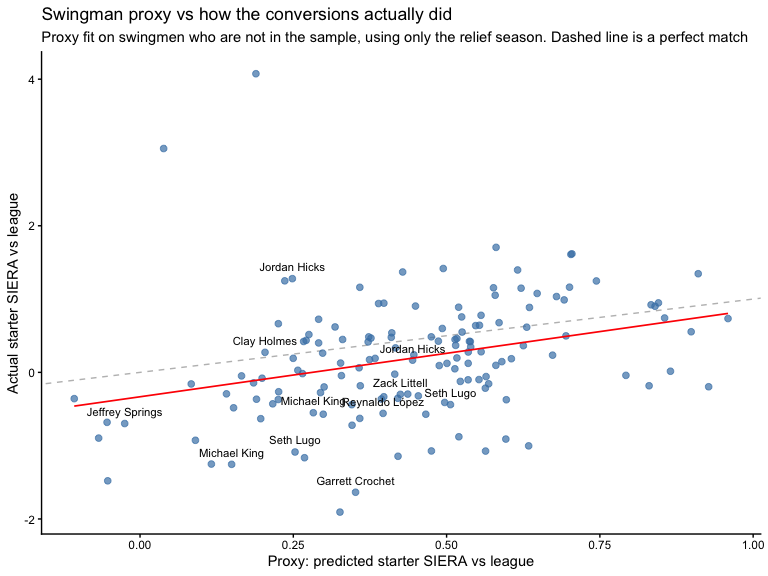 Swingman proxy vs how the conversions actually did
Proxy fit on swingmen who are not in the sample, using only the relief season. Dashed line is a perfect match
4
2
0
-2
Actual starter SIERA vs league
Jordan Hicks
Clay Holmes
Jordan Hicks
Zack Littell
Seth Lugo
Michael King
Reynaldo Lopez
Jeffrey Springs
Seth Lugo
Michael King
Garrett Crochet
0.00
0.25
0.50
0.75
1.00
Proxy: predicted starter SIERA vs league